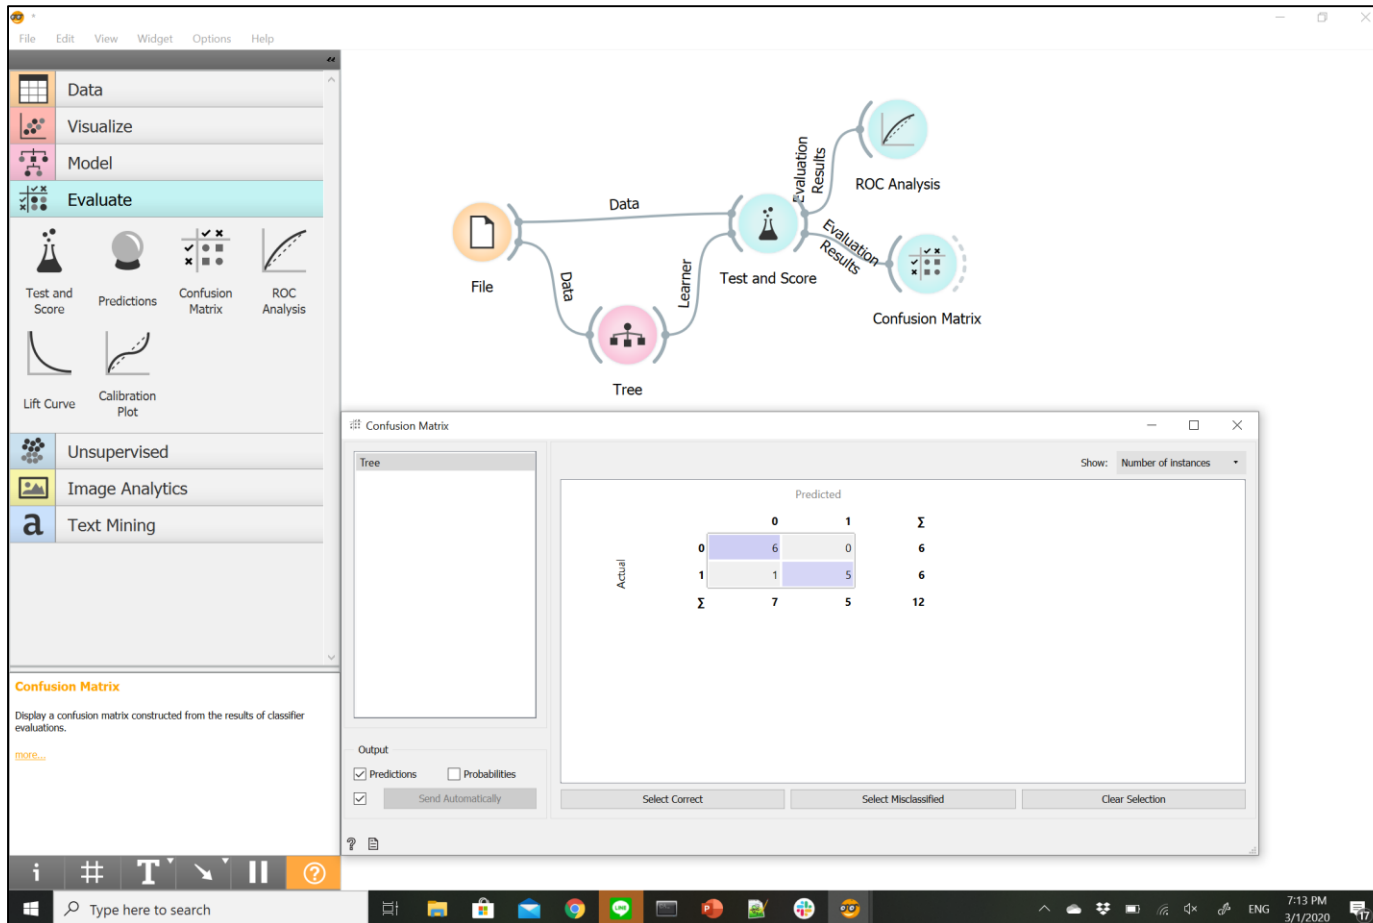 *
File Edit View Widget Options Help
Data
Visualize
Model
Evaluate
Test and Score
Predictions
Confusion Matrix
ROC Analysis
Lift Curve
Calibration Plot
Unsupervised
Image Analytics
a Text Mining
Confusion Matrix
Display a confusion matrix constructed from the results of classifier
evaluations.
more...
File
Data
Data
Tree
Learner
Test and Score
Evaluation
Results
ROC Analysis
Evaluation
Results
Confusion Matrix
Confusion Matrix
Tree
Show: Number of instances
Predicted
0 1 Σ
Actual
0 6 0 6
1 1 5 6
Σ 7 5 12
Output
Predictions Probabilities
Send Automatically
Select Correct Select Misclassified Clear Selection
?
i # T ?
Type here to search
LINE
ENG
7:13 PM
3/1/2020
17